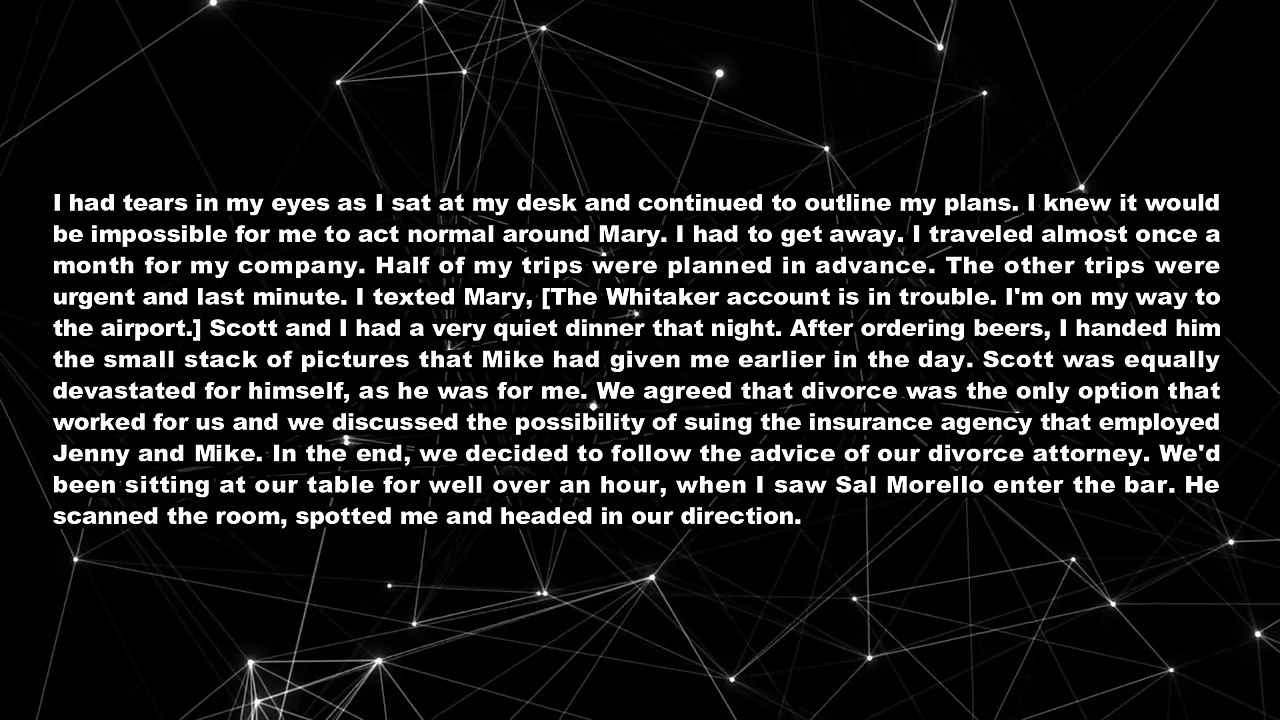 I had tears in my eyes as I sat at my desk and continued to outline my plans. I knew it would
be impossible for me to act normal around Mary. I had to get away. I traveled almost once a
month for my company. Half of my trips were planned in advance. The other trips were
urgent and last minute. I texted Mary, [The Whitaker account is in trouble. I'm on my way to
the airport.] Scott and I had a very quiet dinner that night. After ordering beers, I handed him
the small stack of pictures that Mike had given me earlier in the day. Scott was equally
devastated for himself, as he was for me. We agreed that divorce was the only option that
worked for us and we discussed the possibility of suing the insurance agency that employed
Jenny and Mike. In the end, we decided to follow the advice of our divorce attorney. We'd
been sitting at our table for well over an hour, when I saw Sal Morello enter the bar. He
scanned the room, spotted me and headed in our direction.